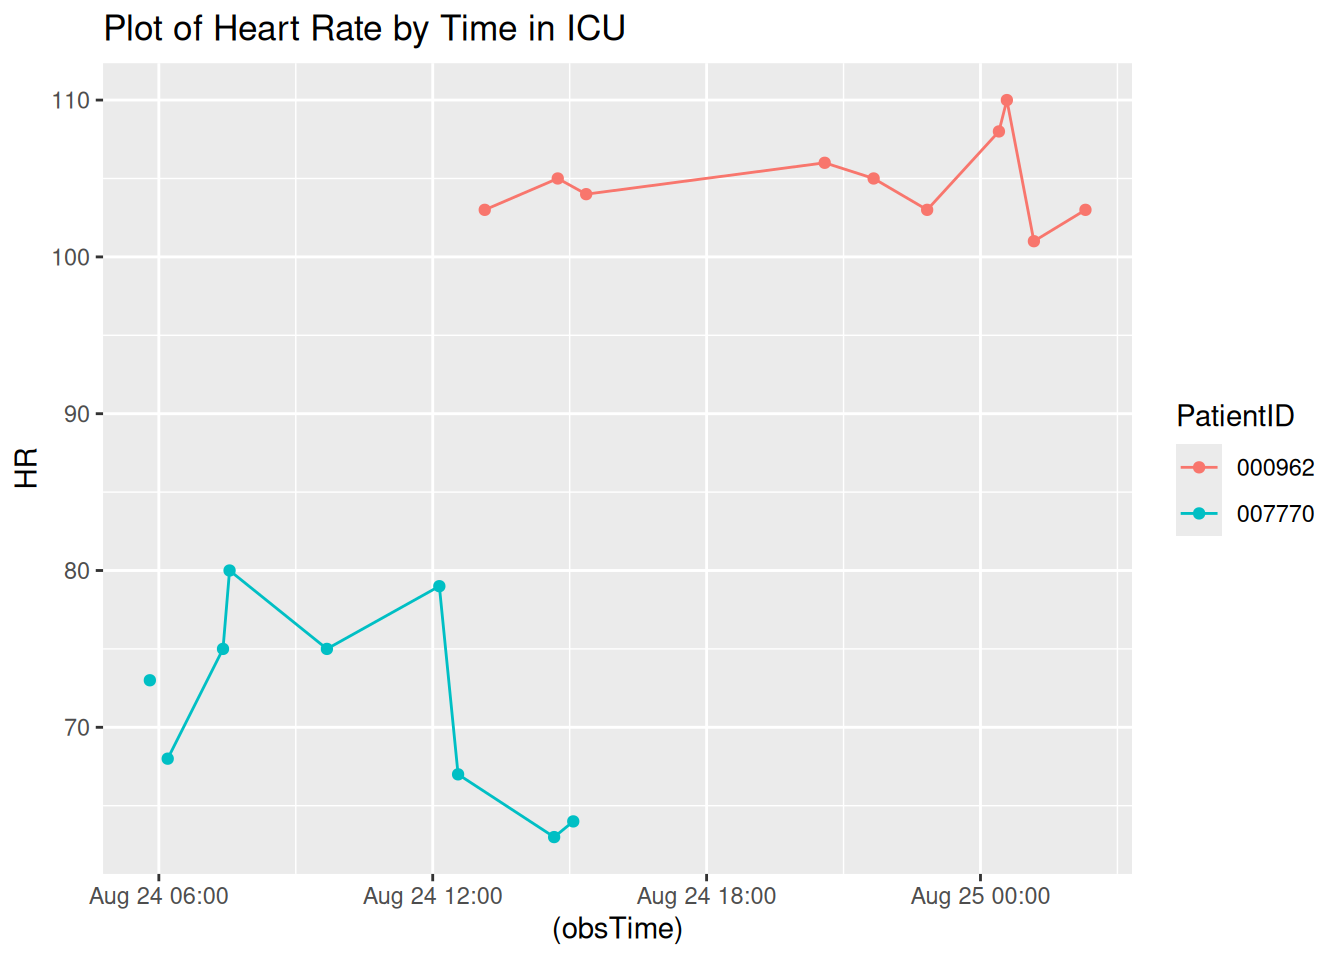 Plot of Heart Rate by Time in ICU
110
100
90
80
70
HR
Aug 24 06:00 Aug 24 12:00 Aug 24 18:00 Aug 25 00:00
(obsTime)
PatientID
000962
007770